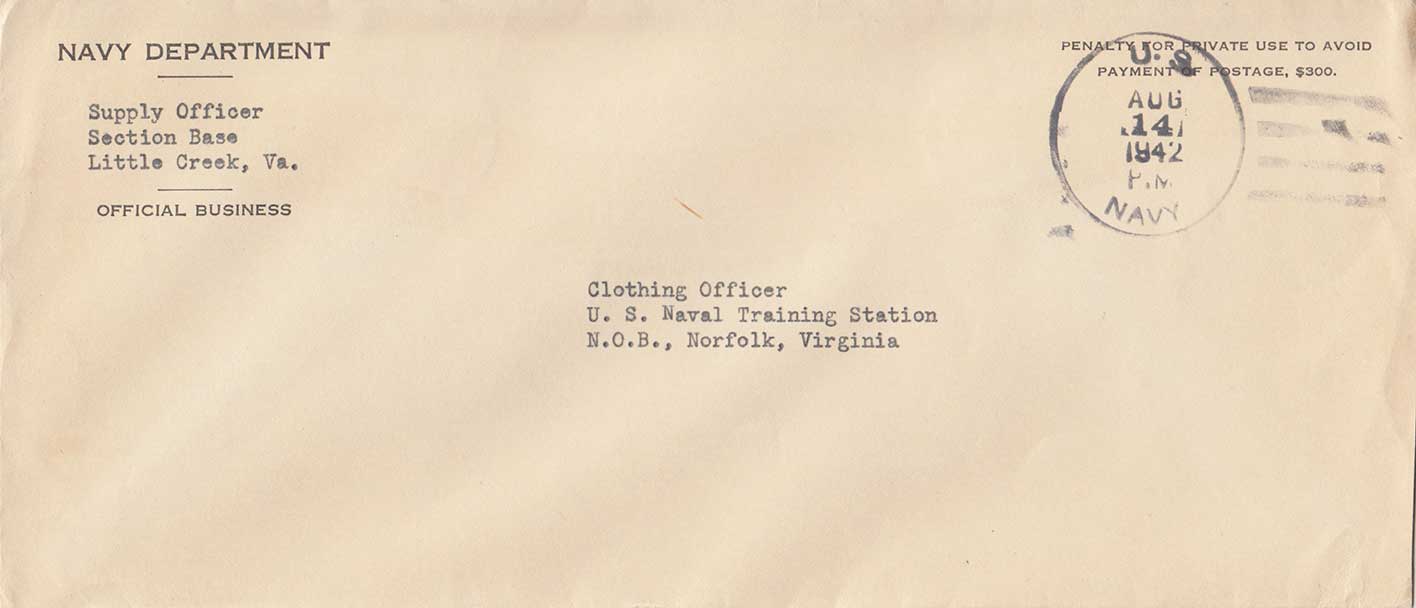 NAVY DEPARTMENT
Supply Officer
Section Base
Little Creek, Va.
OFFICIAL BUSINESS
PENALTY FOR PRIVATE USE TO AVOID
PAYMENT OF POSTAGE, $300.
U. S.
AUG
14
1942
P.M.
NAVY
Clothing Officer
U. S. Naval Training Station
N.O.B., Norfolk, Virginia